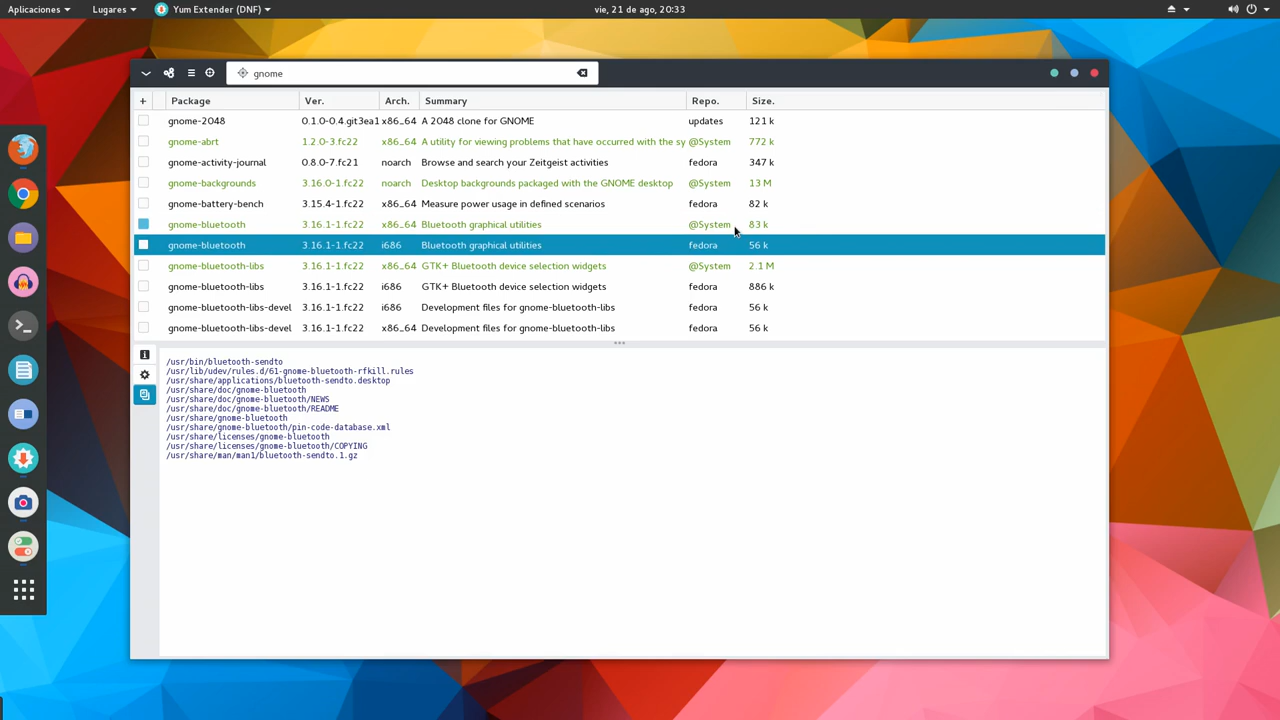 Aplicaciones Lugares Yum Extender (DNF) vie, 21 de ago, 20:33
gnome
+ Package Ver. Arch. Summary Repo. Size.
gnome-2048 0.1.0-0.4.git3ea1 x86_64 A 2048 clone for GNOME updates 121 k
gnome-abrt 1.2.0-3.fc22 x86_64 A utility for viewing problems that have occurred with the sy @System 772 k
gnome-activity-journal 0.8.0-7.fc21 noarch Browse and search your Zeitgeist activities fedora 347 k
gnome-backgrounds 3.16.0-1.fc22 noarch Desktop backgrounds packaged with the GNOME desktop @System 13 M
gnome-battery-bench 3.15.4-1.fc22 x86_64 Measure power usage in defined scenarios fedora 82 k
gnome-bluetooth 3.16.1-1.fc22 x86_64 Bluetooth graphical utilities @System 83 k
gnome-bluetooth 3.16.1-1.fc22 i686 Bluetooth graphical utilities fedora 56 k
gnome-bluetooth-libs 3.16.1-1.fc22 x86_64 GTK+ Bluetooth device selection widgets @System 2.1 M
gnome-bluetooth-libs 3.16.1-1.fc22 i686 GTK+ Bluetooth device selection widgets fedora 886 k
gnome-bluetooth-libs-devel 3.16.1-1.fc22 i686 Development files for gnome-bluetooth-libs fedora 56 k
gnome-bluetooth-libs-devel 3.16.1-1.fc22 x86_64 Development files for gnome-bluetooth-libs fedora 56 k
/usr/bin/bluetooth-sendto
/usr/lib/udev/rules.d/61-gnome-bluetooth-rfkill.rules
/usr/share/applications/bluetooth-sendto.desktop
/usr/share/doc/gnome-bluetooth
/usr/share/doc/gnome-bluetooth/NEWS
/usr/share/doc/gnome-bluetooth/README
/usr/share/gnome-bluetooth
/usr/share/gnome-bluetooth/pin-code-database.xml
/usr/share/licenses/gnome-bluetooth
/usr/share/licenses/gnome-bluetooth/COPYING
/usr/share/man/man1/bluetooth-sendto.1.gz